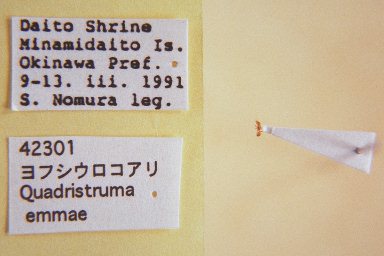 Daito Shrine
Minamidaito Is.
Okinawa Pref.
9-13. iii. 1991
S. Nomura leg.
42301
ヨフシウロコアリ
Quadristruma
emmae